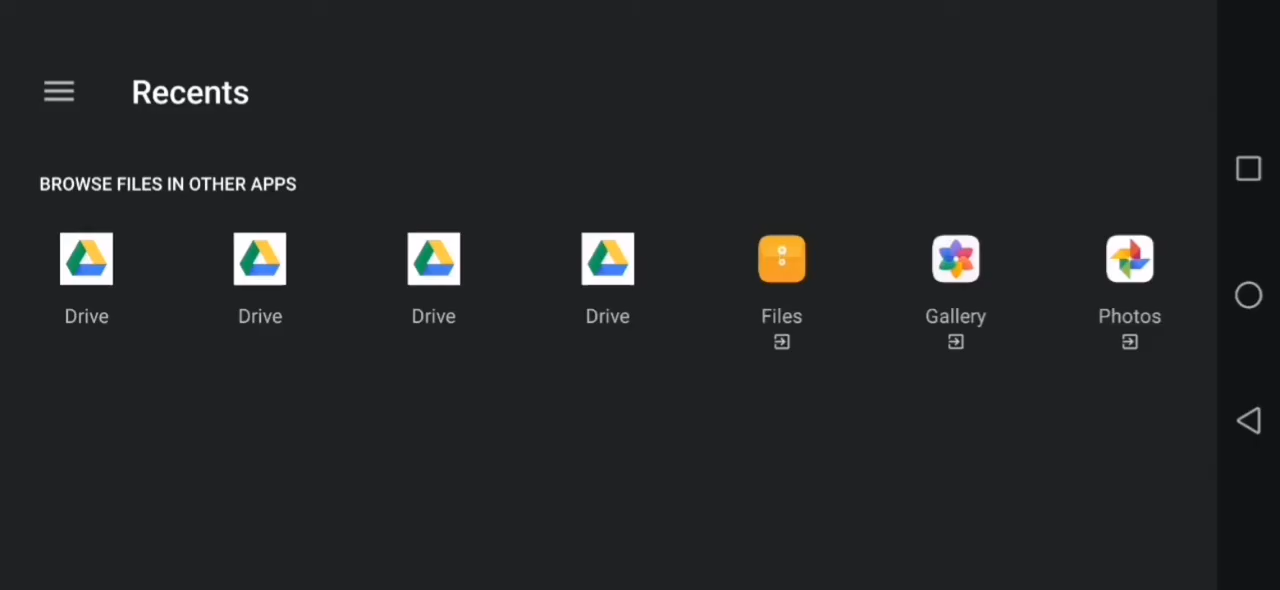 Recents
BROWSE FILES IN OTHER APPS
Drive Drive Drive Drive Files Gallery Photos